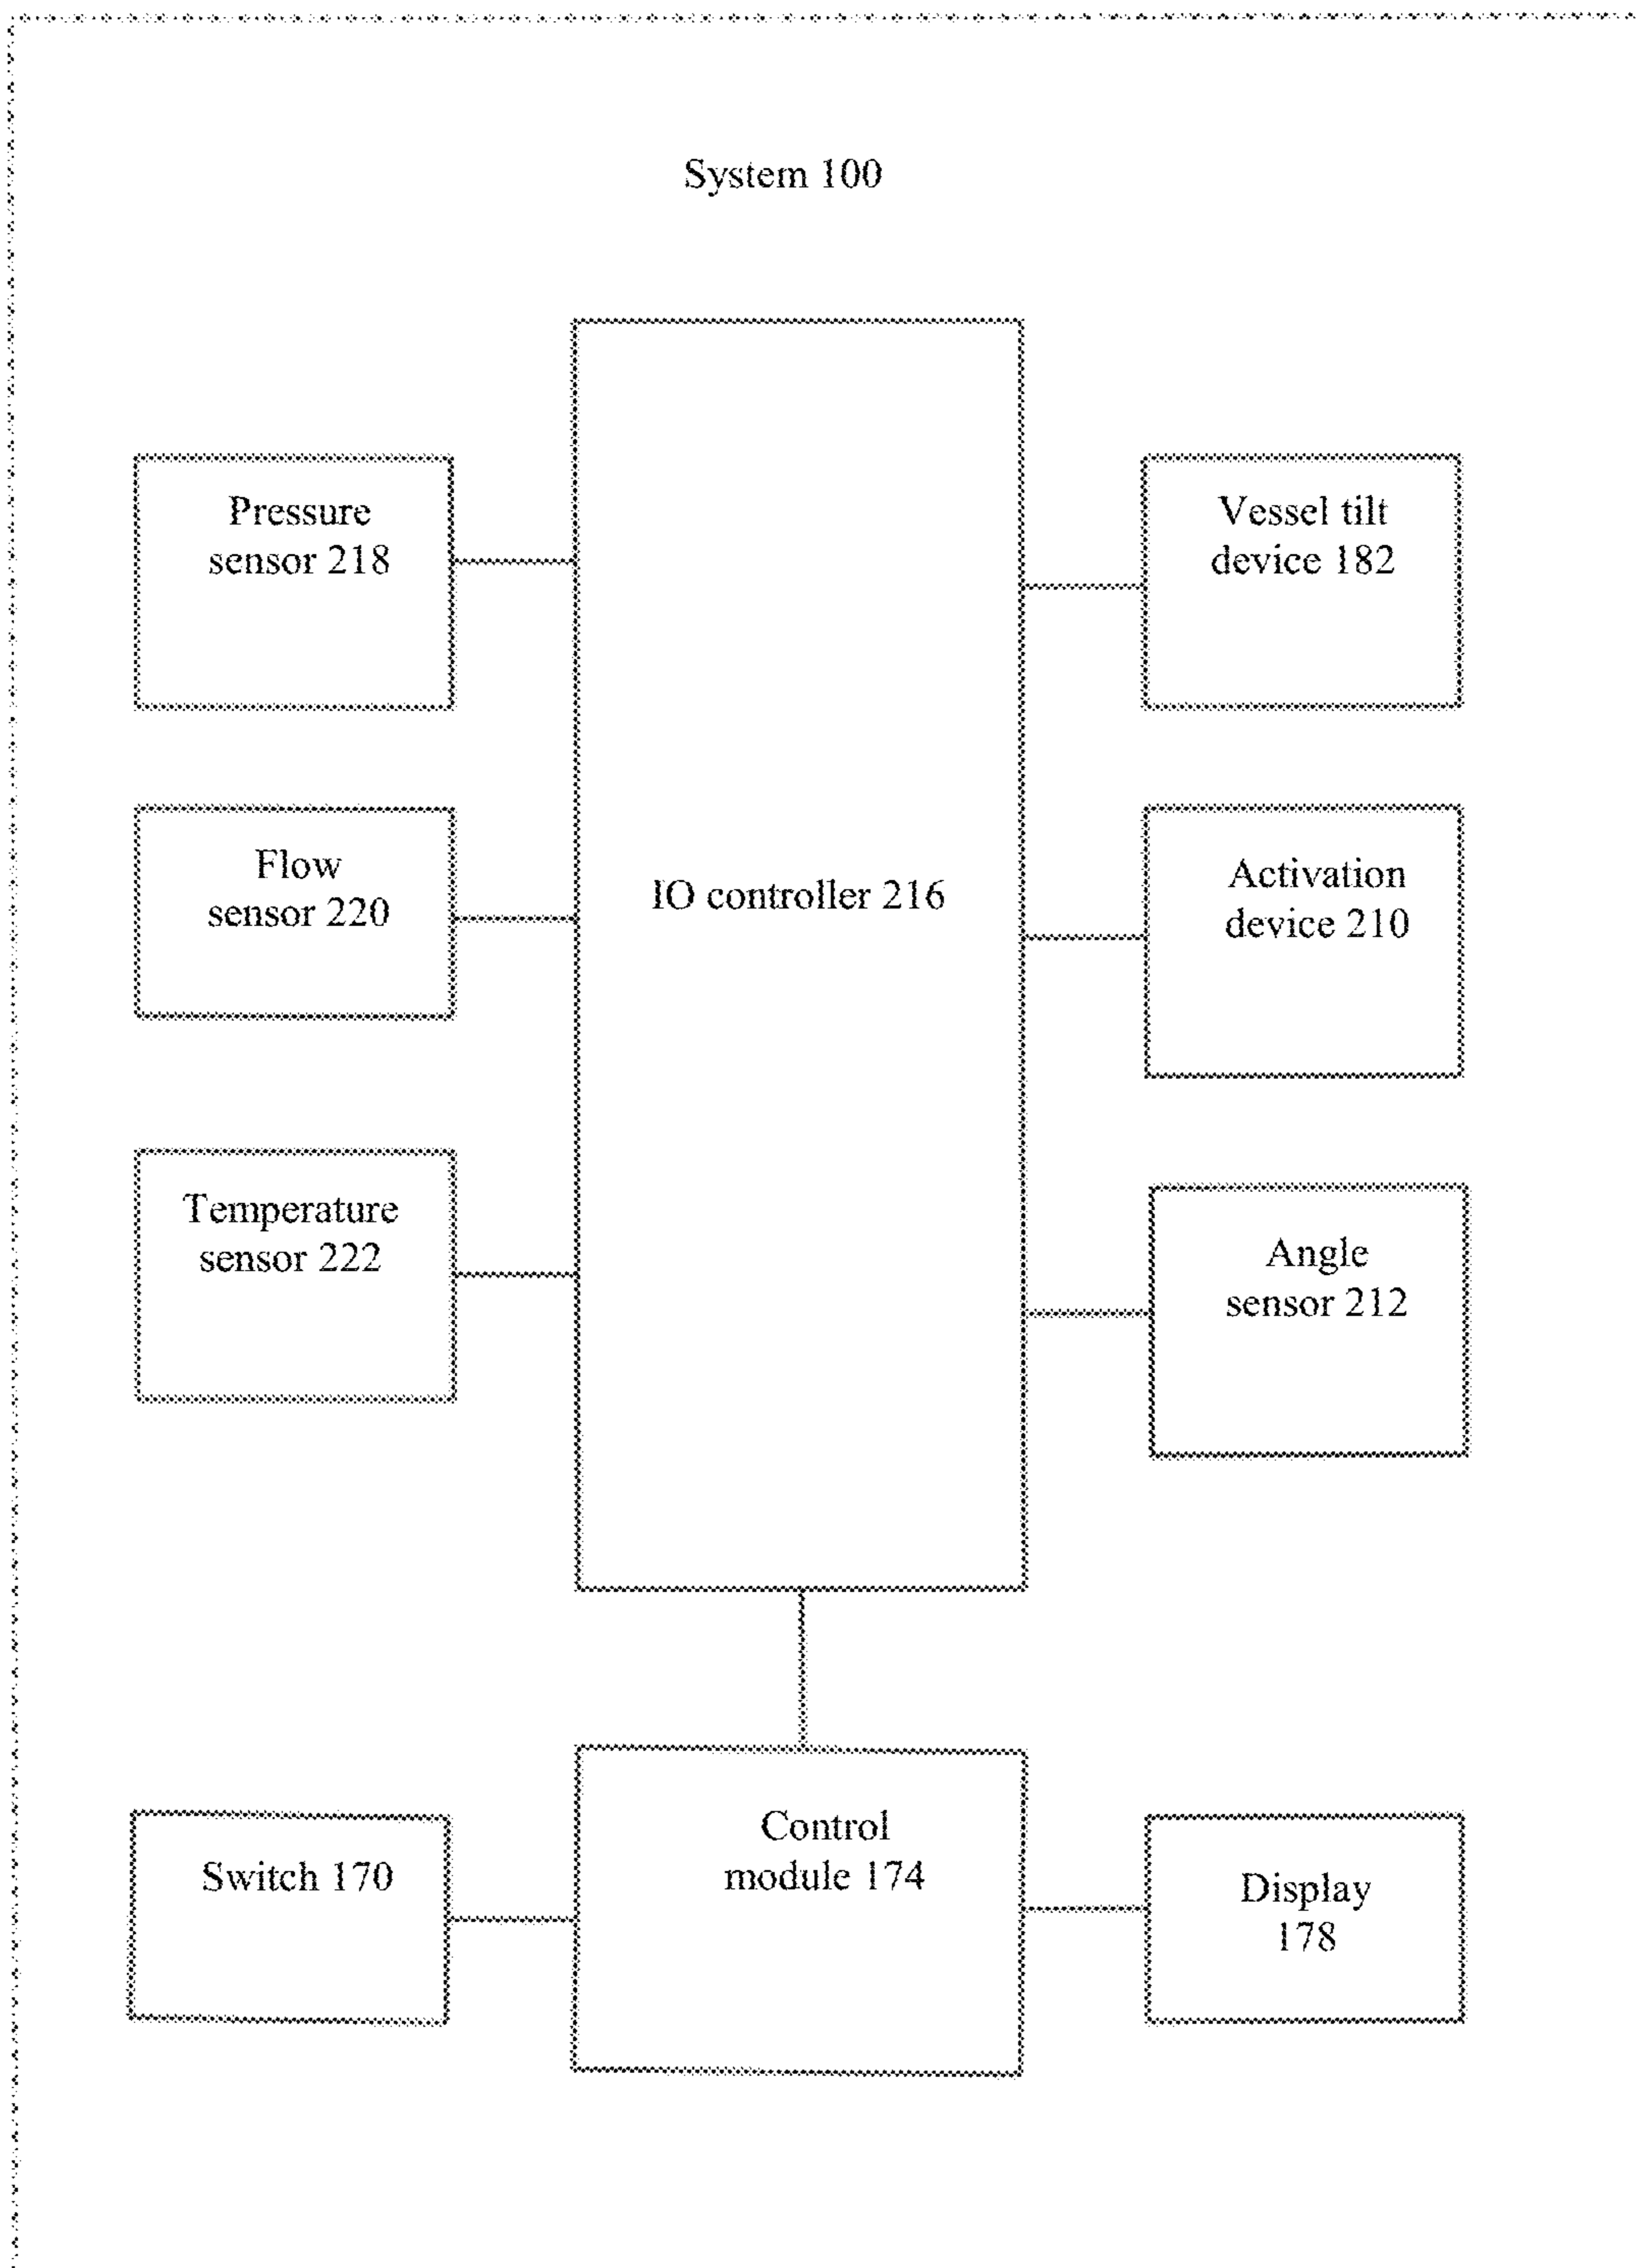 System 100
Pressure
sensor 218
Flow
sensor 220
Temperature
sensor 222
IO controller 216
Vessel tilt
device 182
Activation
device 210
Angle
sensor 212
Switch 170
Control
module 174
Display
178